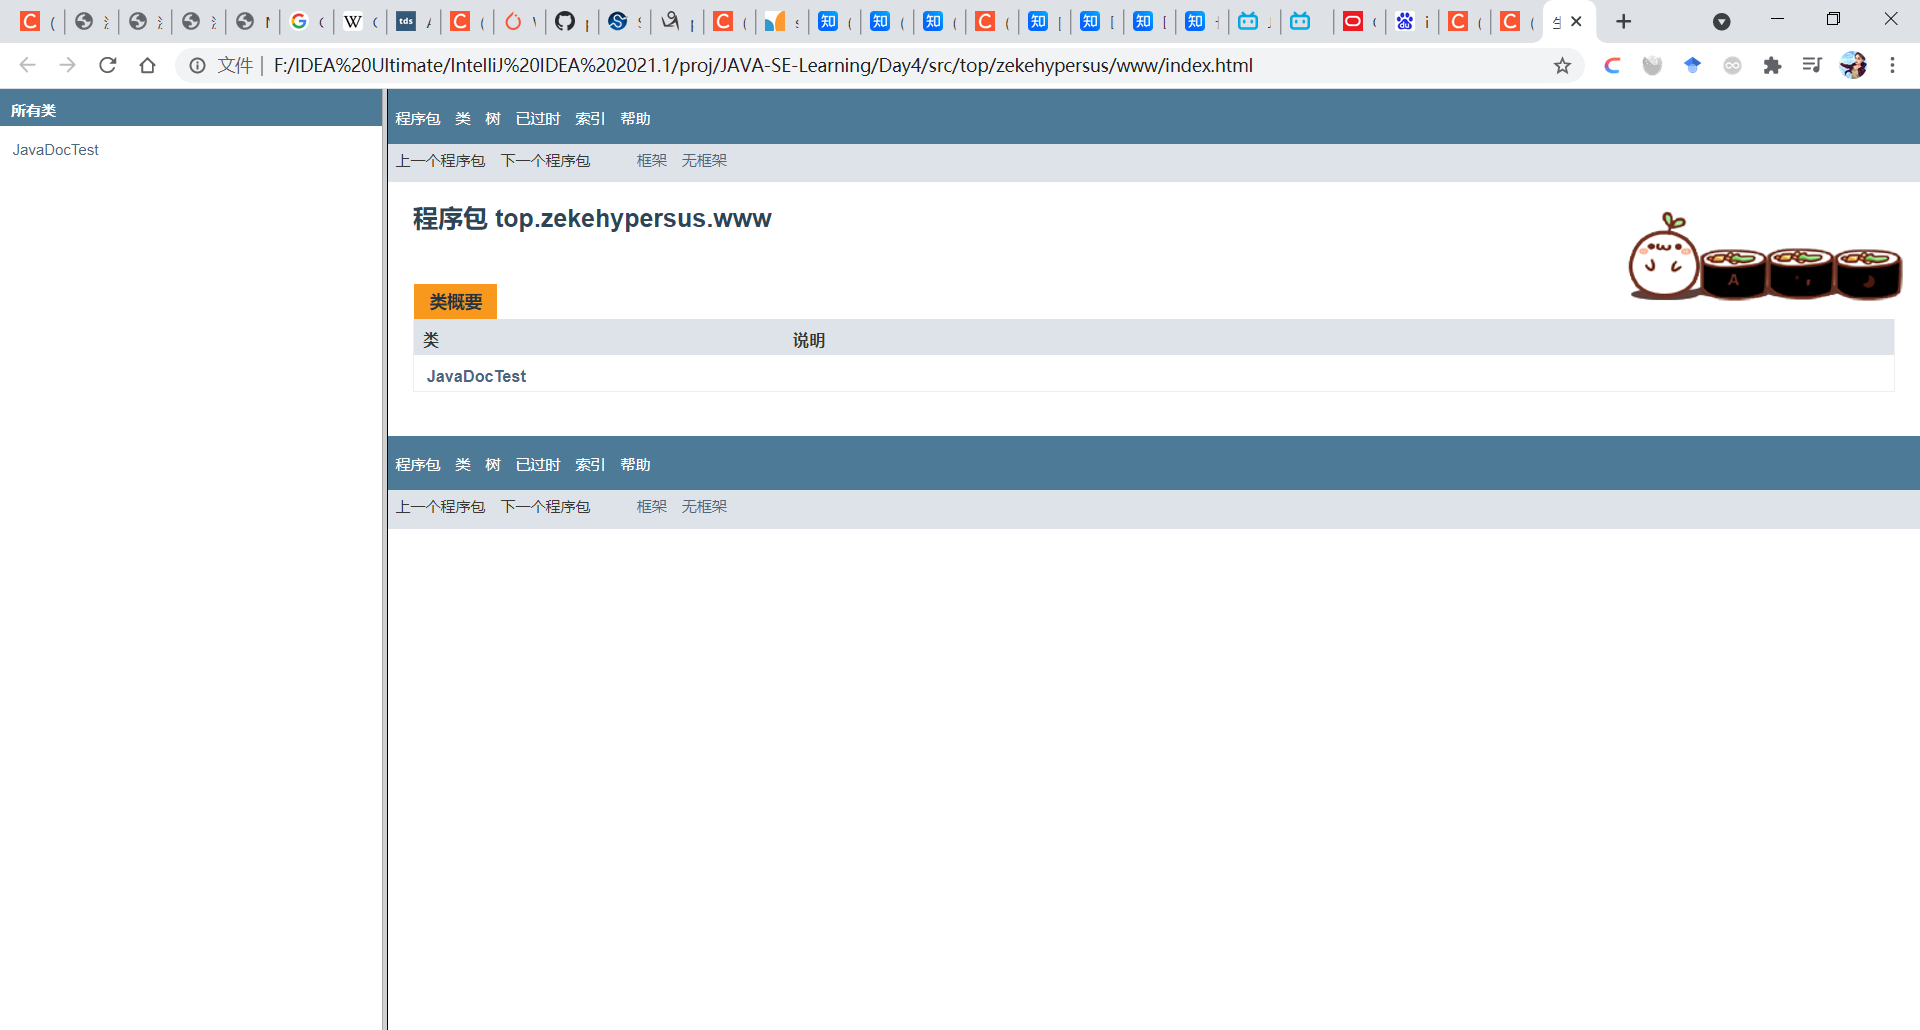 文件 F:/IDEA%20Ultimate/IntelliJ%20IDEA%202021.1/proj/JAVA-SE-Learning/Day4/src/top/zekehypersus/www/index.html
所有类
JavaDocTest
程序包 类 树 已过时 索引 帮助
上一个程序包 下一个程序包 框架 无框架
程序包 top.zekehypersus.www
类概要
类 说明
JavaDocTest
程序包 类 树 已过时 索引 帮助
上一个程序包 下一个程序包 框架 无框架